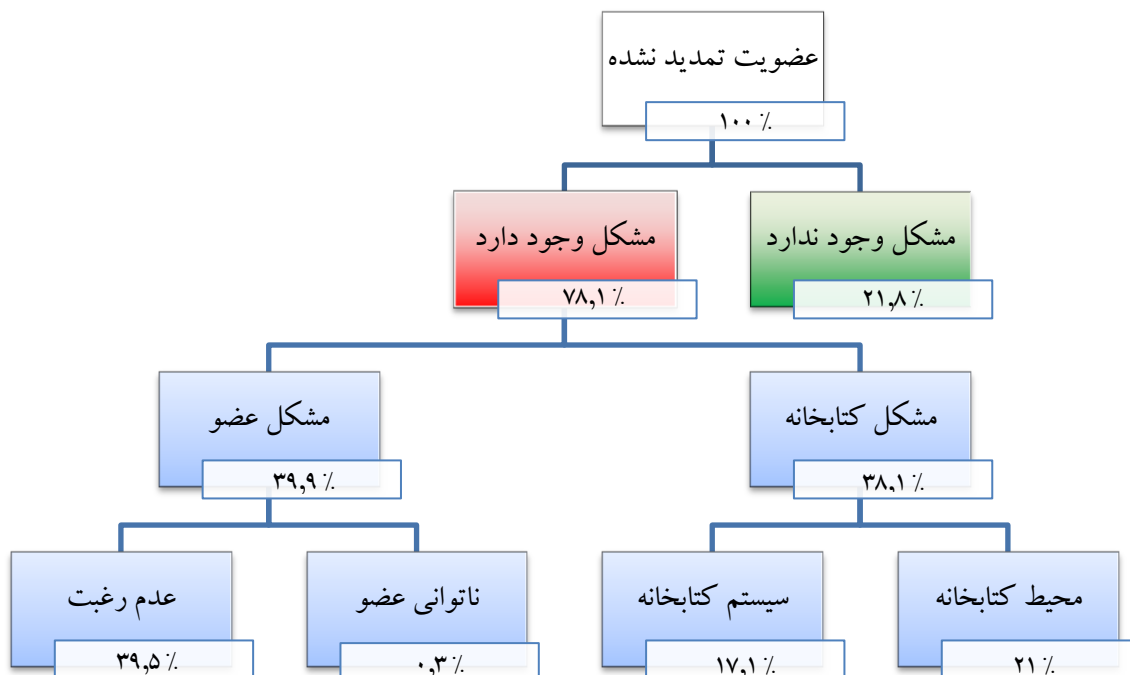 عضویت تمدید نشده
۱۰۰ ٪
مشکل وجود ندارد
۲۱,۸ ٪
مشکل وجود دارد
۷۸,۱ ٪
مشکل کتابخانه
۳۸,۱ ٪
مشکل عضو
۳۹,۹ ٪
محیط کتابخانه
۲۱ ٪
سیستم کتابخانه
۱۷,۱ ٪
ناتوانی عضو
۰,۳ ٪
عدم رغبت
۳۹,۵ ٪